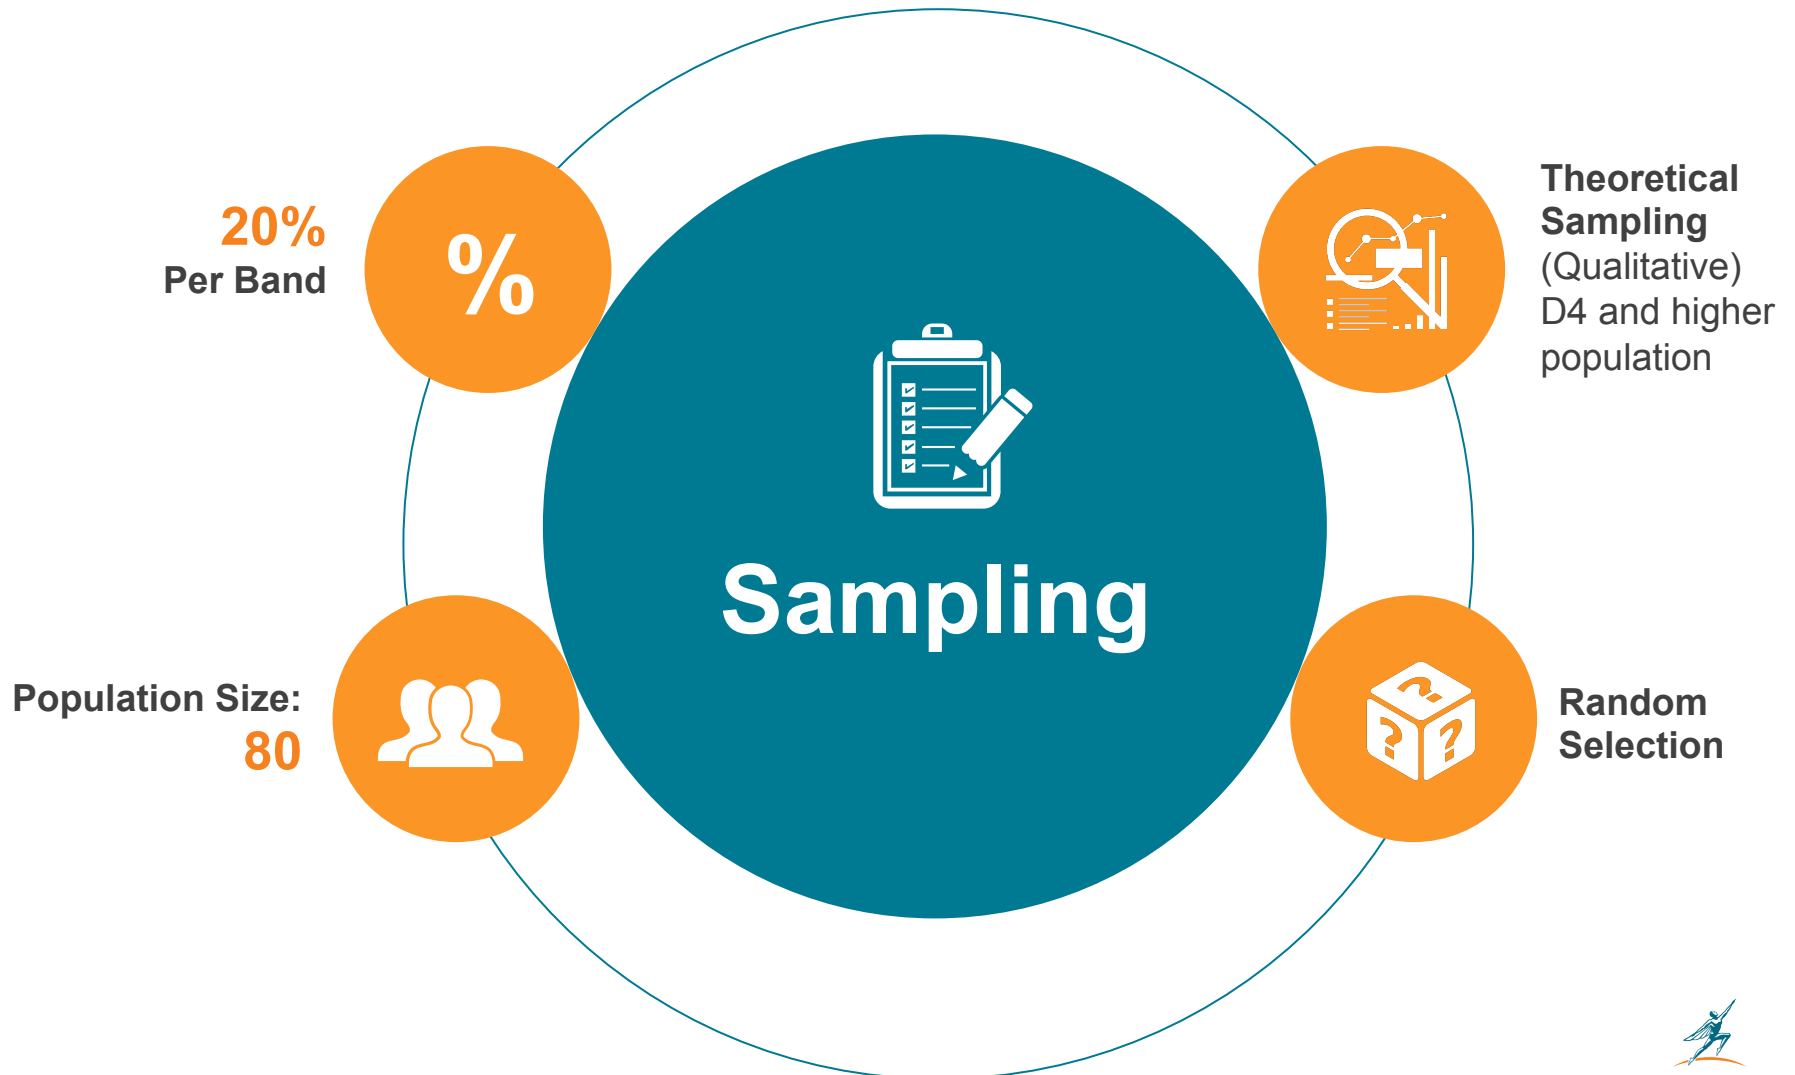 20%
Per Band
%
Theoretical
Sampling
(Qualitative)
D4 and higher
population
Sampling
Population Size:
80
? ? ?
Random
Selection